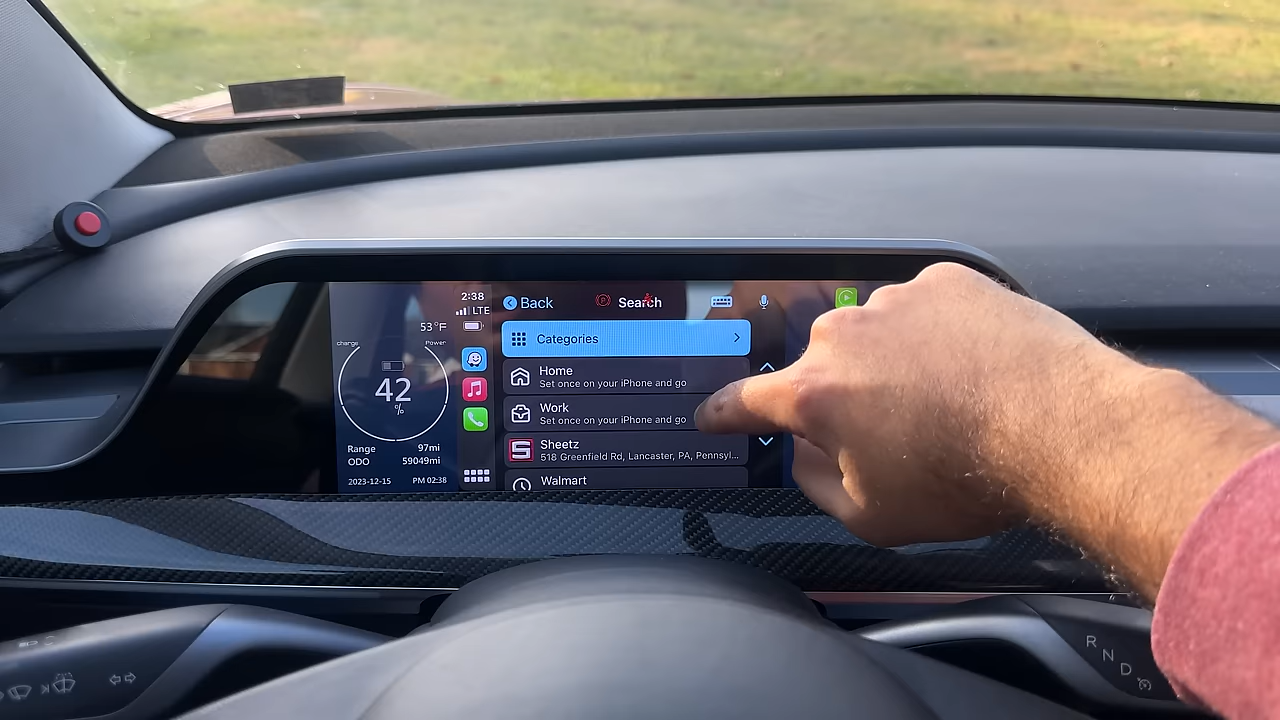 2:38
LTE
53°F
charge
Power
42
%
Range 97mi
ODO 59049mi
2023-12-15 PM 02:38
Back
Search
Categories
Home
Set once on your iPhone and go
Work
Set once on your iPhone and go
Sheetz
518 Greenfield Rd, Lancaster, PA, Pennsyl...
Walmart
R
N
D